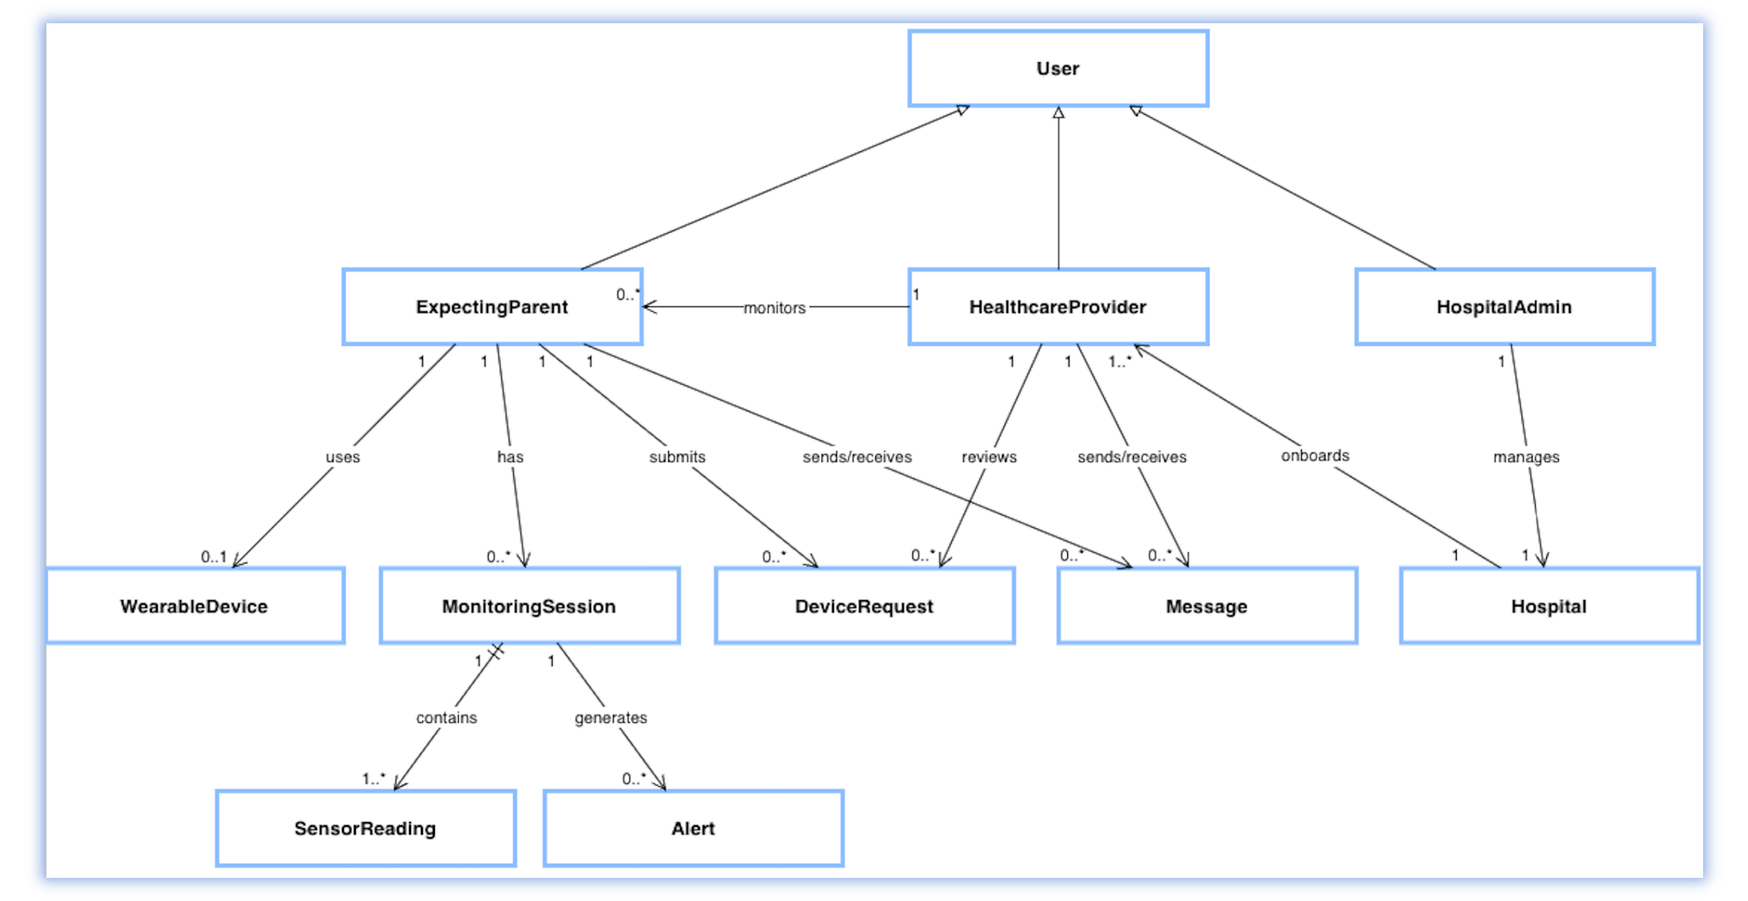 User
ExpectingParent
0..*
monitors
1
HealthcareProvider
HospitalAdmin
1
1
1
1
1
1
1..*
1
uses
has
submits
sends/receives
reviews
sends/receives
onboards
manages
0..1
0..*
0..*
0..*
0..*
0..*
1
1
WearableDevice
MonitoringSession
DeviceRequest
Message
Hospital
1
1
contains
generates
1..*
0..*
SensorReading
Alert